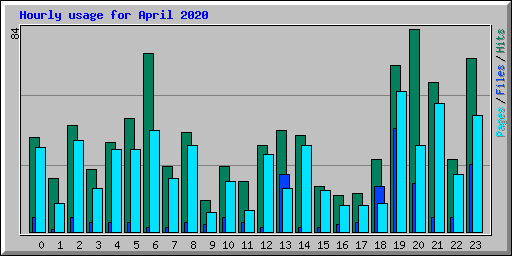 Hourly usage for April 2020
84
Pages / Files / Hits
0 1 2 3 4 5 6 7 8 9 10 11 12 13 14 15 16 17 18 19 20 21 22 23